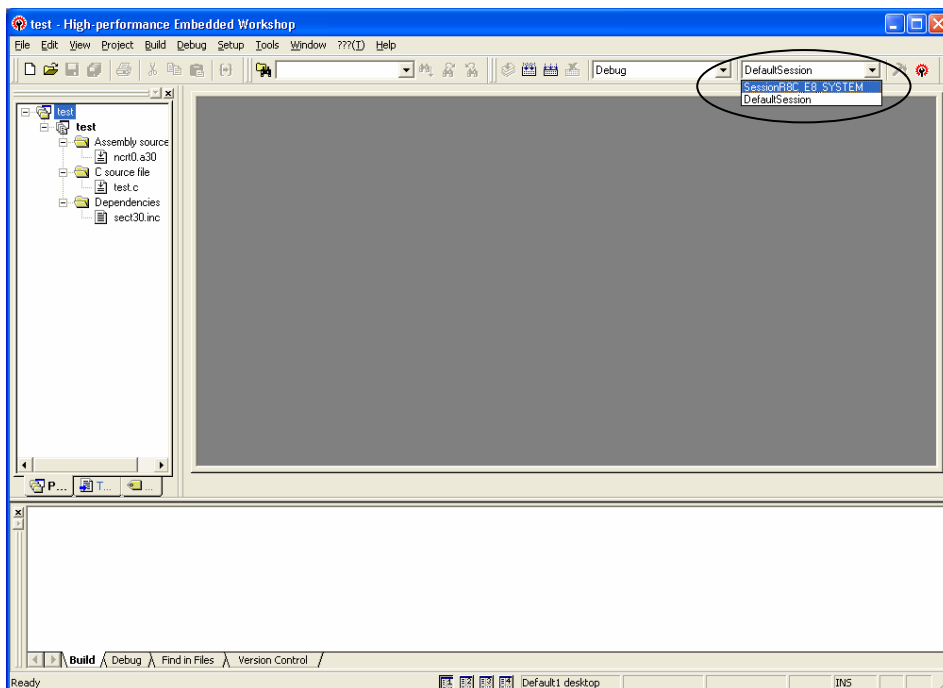 test - High-performance Embedded Workshop
File Edit View Project Build Debug Setup Tools Window ???(T) Help
Debug DefaultSession
SessionR8C_E8_SYSTEM
DefaultSession
test
test
Assembly source
ncrt0.a30
C source file
test.c
Dependencies
sect30.inc
P... T... ...
Build Debug Find in Files Version Control
Ready Default1 desktop INS